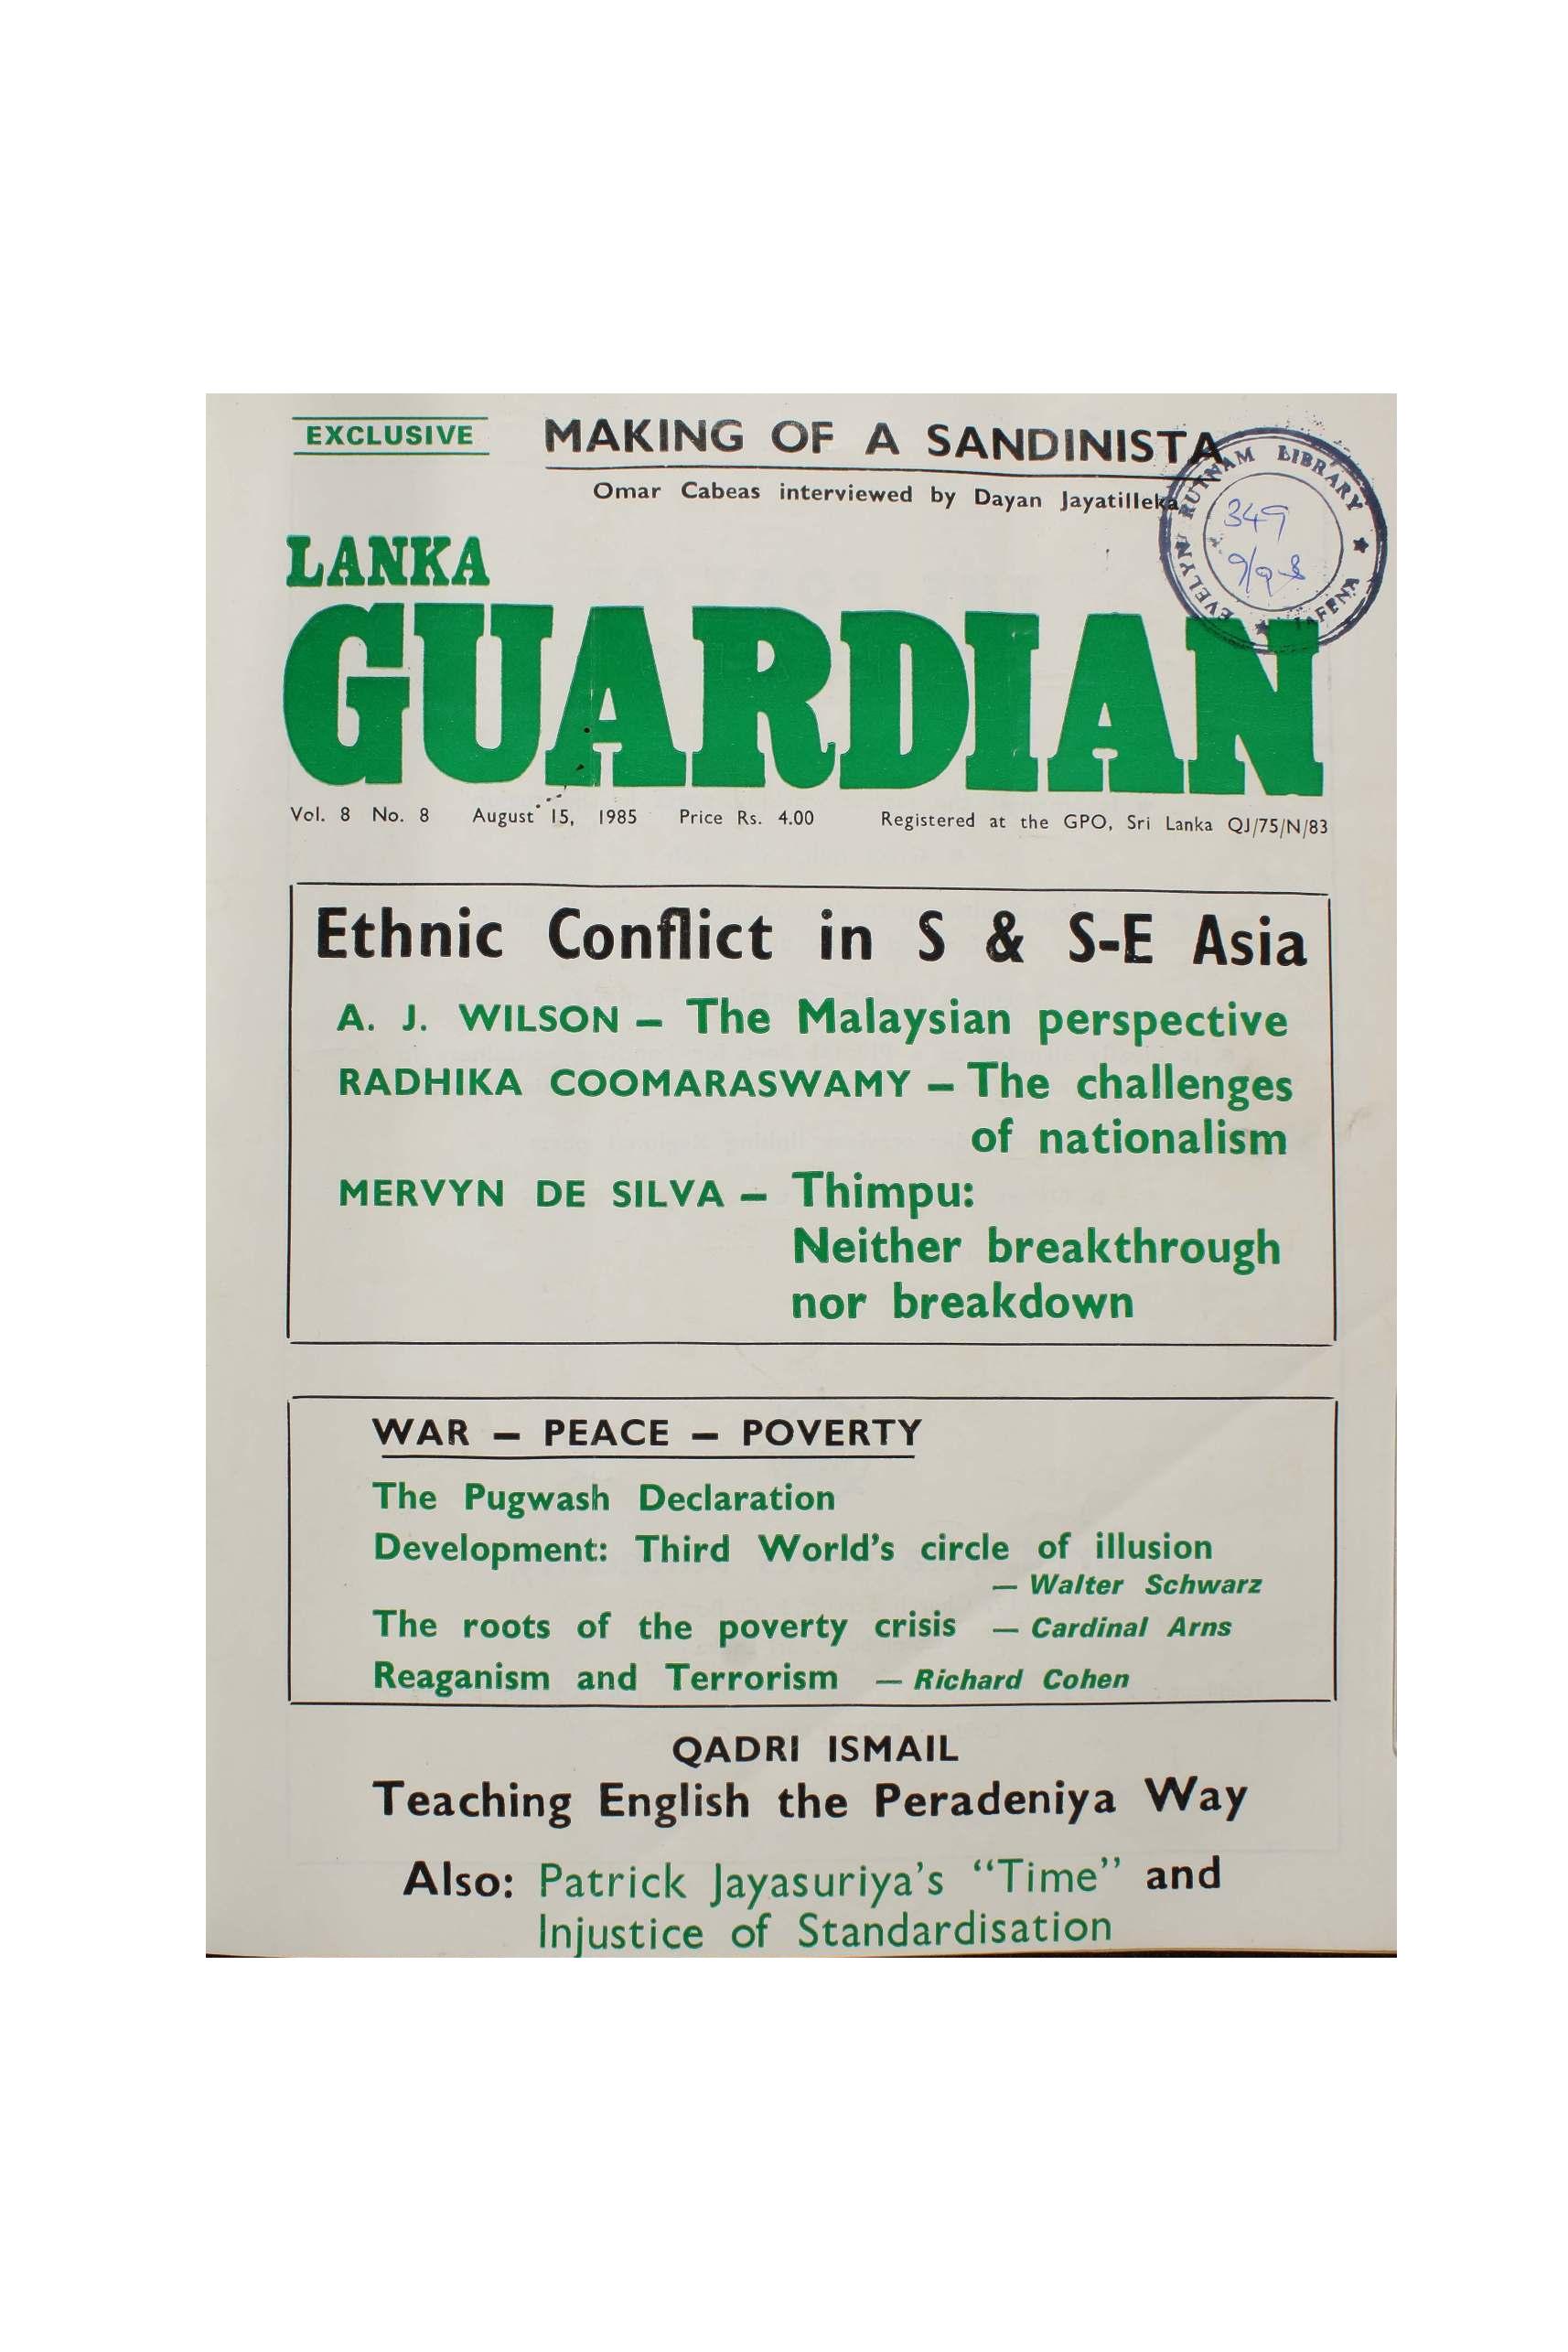 EXCLUSIVE
MAKING OF A SANDINISTA
Omar Cabeas interviewed by Dayan Jayatilleka
EVELYN RUTNAM LIBRARY ★ JAFFNA ★
349
LANKA
GUARDIAN
Vol. 8 No. 8 August 15, 1985 Price Rs. 4.00 Registered at the GPO, Sri Lanka QJ/75/N/83
Ethnic Conflict in S & S-E Asia
A. J. WILSON – The Malaysian perspective
RADHIKA COOMARASWAMY – The challenges
of nationalism
MERVYN DE SILVA – Thimpu:
Neither breakthrough
nor breakdown
WAR – PEACE – POVERTY
The Pugwash Declaration
Development: Third World's circle of illusion
– Walter Schwarz
The roots of the poverty crisis – Cardinal Arns
Reaganism and Terrorism – Richard Cohen
QADRI ISMAIL
Teaching English the Peradeniya Way
Also: Patrick Jayasuriya's “Time” and
Injustice of Standardisation